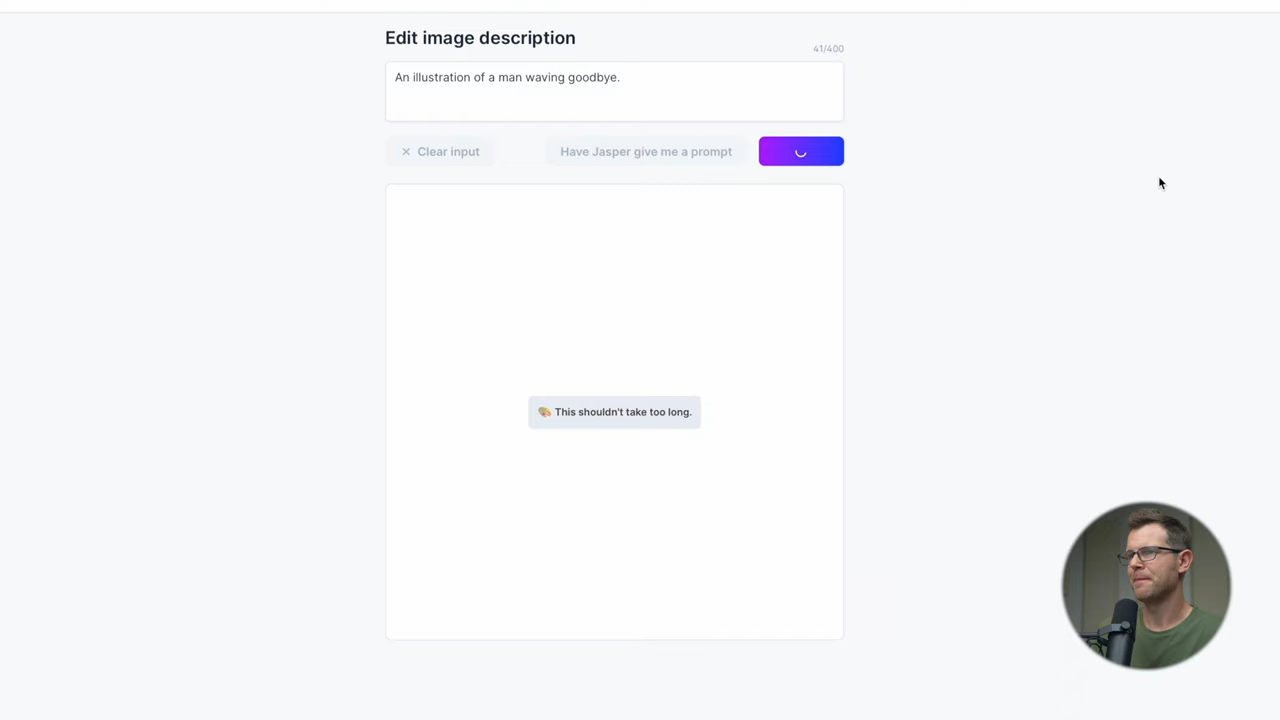 Edit image description
41/400
An illustration of a man waving goodbye.
✕ Clear input
Have Jasper give me a prompt
🎨 This shouldn't take too long.